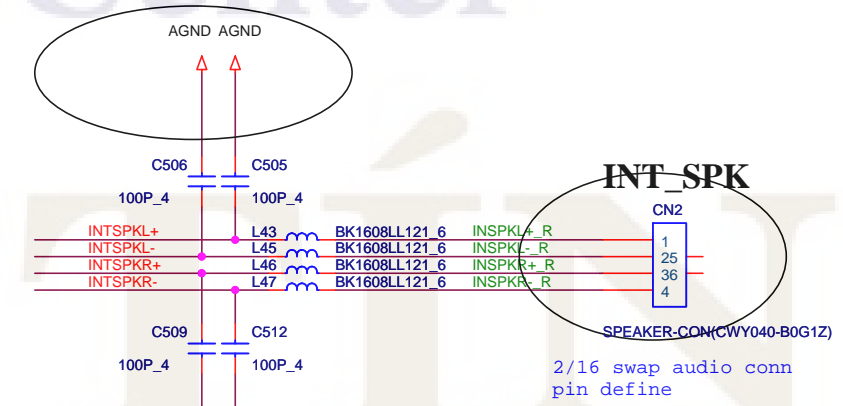 Center
AGND AGND
C506 C505
100P_4 100P_4
INT_SPK
CN2
INTSPKL+ L43 BK1608LL121_6 INSPKL+_R 1
INTSPKL- L45 BK1608LL121_6 INSPKL-_R 25
INTSPKR+ L46 BK1608LL121_6 INSPKR+_R 36
INTSPKR- L47 BK1608LL121_6 INSPKR-_R 4
C509 C512
SPEAKER-CON(CWY040-B0G1Z)
100P_4 100P_4
2/16 swap audio conn
pin define
TÍN